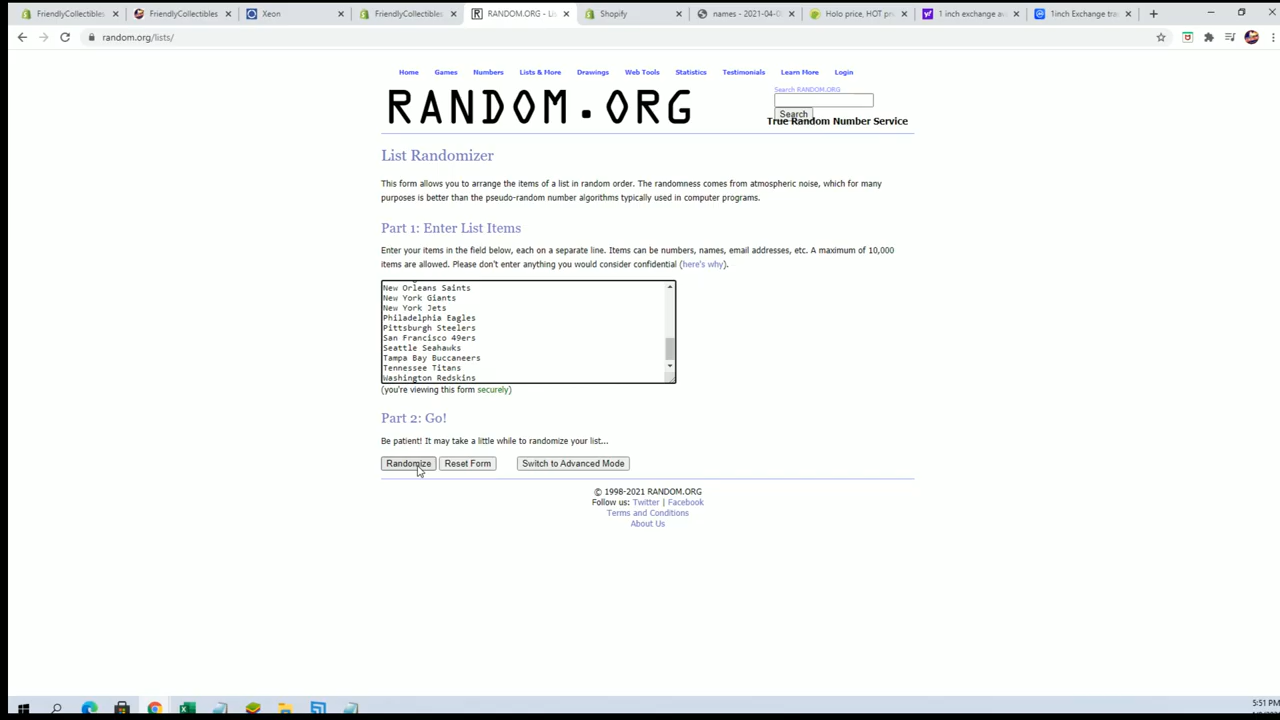 FriendlyCollectibles
FriendlyCollectibles
Xeon
FriendlyCollectibles
RANDOM.ORG - Lis
Shopify
names - 2021-04-0
Holo price, HOT pri
1 inch exchange a
1inch Exchange tra
random.org/lists/
Home Games Numbers Lists & More Drawings Web Tools Statistics Testimonials Learn More Login
RANDOM.ORG
Search RANDOM.ORG
Search
True Random Number Service
List Randomizer
This form allows you to arrange the items of a list in random order. The randomness comes from atmospheric noise, which for many
purposes is better than the pseudo-random number algorithms typically used in computer programs.
Part 1: Enter List Items
Enter your items in the field below, each on a separate line. Items can be numbers, names, email addresses, etc. A maximum of 10,000
items are allowed. Please don't enter anything you would consider confidential (here's why).
New Orleans Saints
New York Giants
New York Jets
Philadelphia Eagles
Pittsburgh Steelers
San Francisco 49ers
Seattle Seahawks
Tampa Bay Buccaneers
Tennessee Titans
Washington Redskins
(you're viewing this form securely)
Part 2: Go!
Be patient! It may take a little while to randomize your list...
Randomize Reset Form Switch to Advanced Mode
© 1998-2021 RANDOM.ORG
Follow us: Twitter | Facebook
Terms and Conditions
About Us
5:51 PM